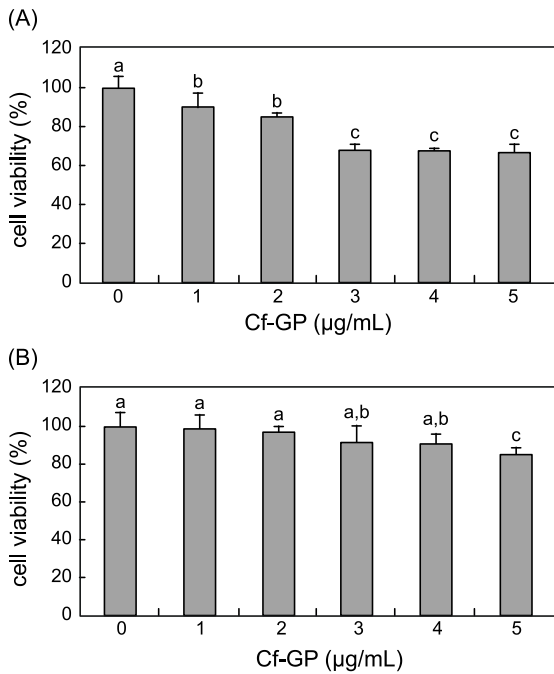 (A)
120
100
80
60
40
20
0
cell viability (%)
a
b
b
c
c
c
0 1 2 3 4 5
Cf-GP (μg/mL)
(B)
120
100
80
60
40
20
0
cell viability (%)
a
a
a
a,b
a,b
c
0 1 2 3 4 5
Cf-GP (μg/mL)